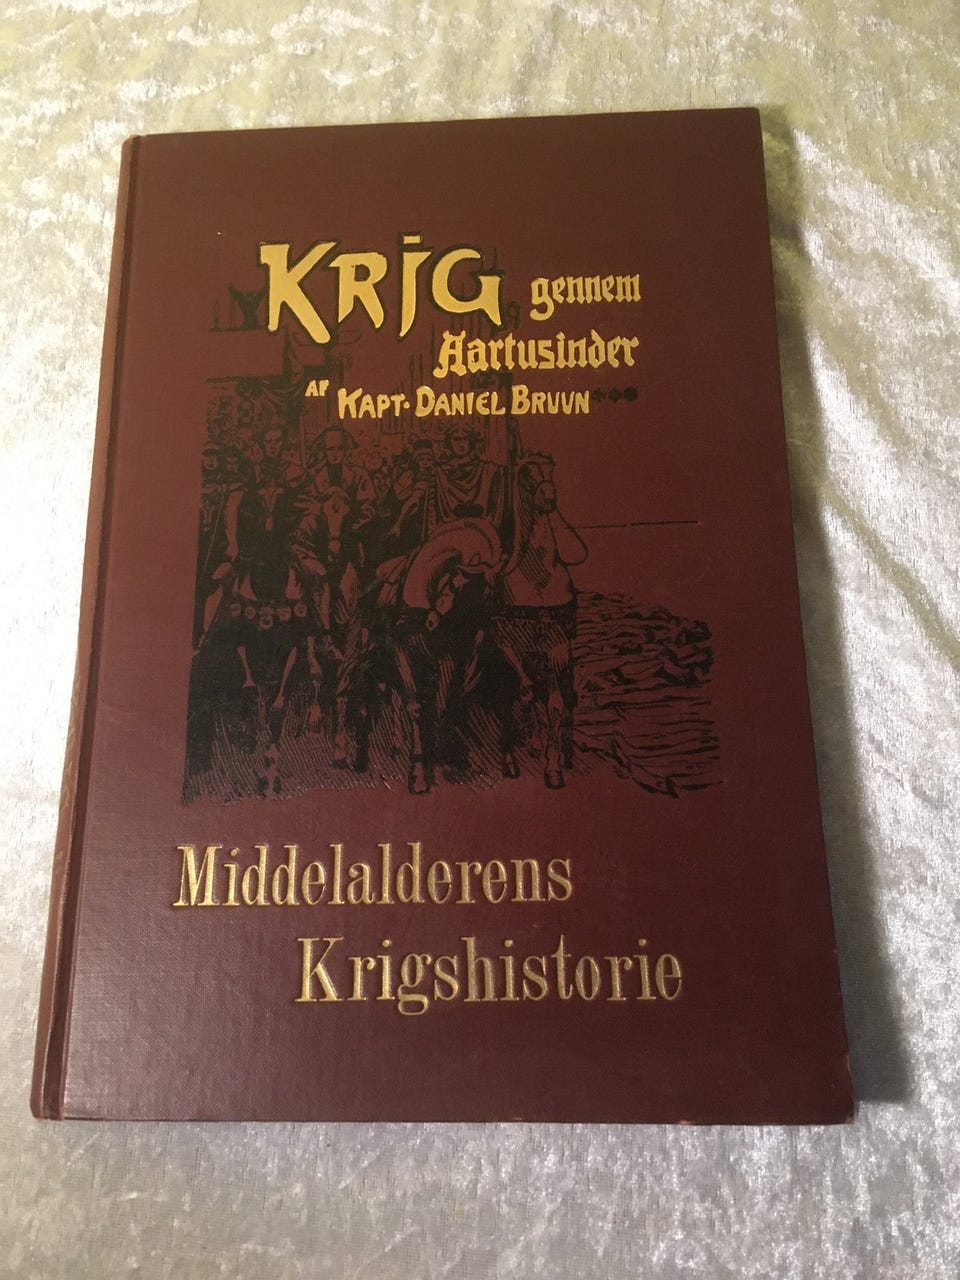 KRIG gennem
Aartusinder
AF KAPT. DANIEL BRUUN
Middelalderens
Krigshistorie